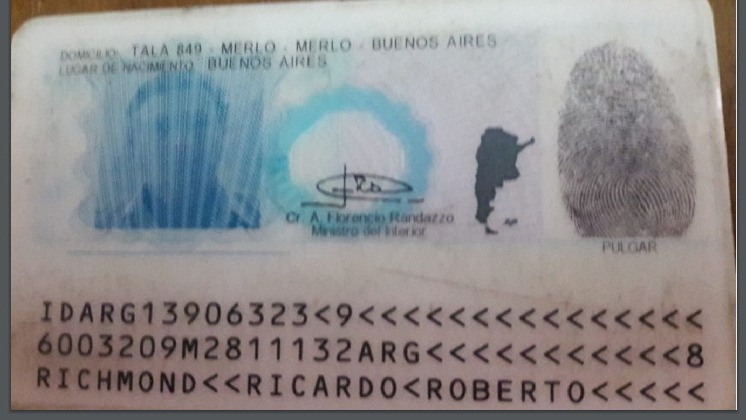 DOMICILIO: TALA 849 - MERLO - MERLO - BUENOS AIRES
LUGAR DE NACIMIENTO: BUENOS AIRES
Cr. A. Florencio Randazzo
Ministro del Interior
PULGAR
IDARG13906323<9<<<<<<<<<<<<<<<
6003209M2811132ARG<<<<<<<<<<<8
RICHMOND<<RICARDO<ROBERTO<<<<<